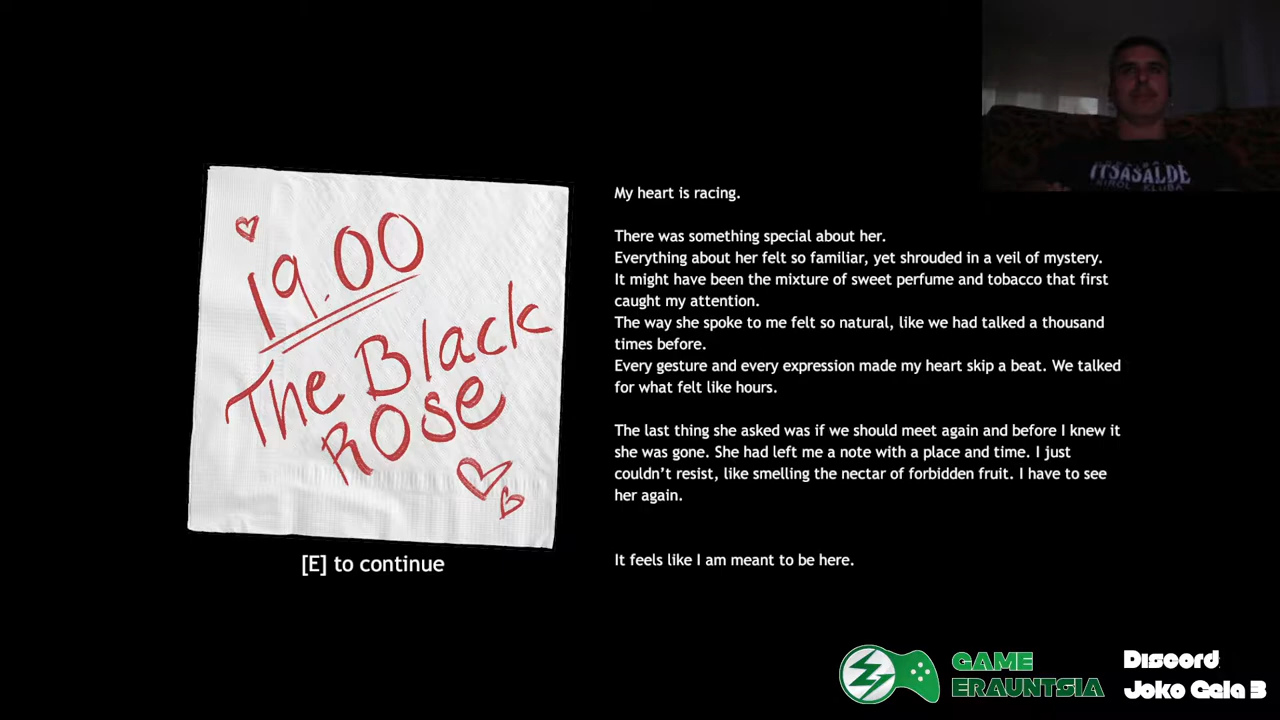 19.00
The Black
Rose
[E] to continue
My heart is racing.
There was something special about her.
Everything about her felt so familiar, yet shrouded in a veil of mystery.
It might have been the mixture of sweet perfume and tobacco that first
caught my attention.
The way she spoke to me felt so natural, like we had talked a thousand
times before.
Every gesture and every expression made my heart skip a beat. We talked
for what felt like hours.
The last thing she asked was if we should meet again and before I knew it
she was gone. She had left me a note with a place and time. I just
couldn't resist, like smelling the nectar of forbidden fruit. I have to see
her again.
It feels like I am meant to be here.
ITSASALDE
KIROL KLUBA
GAME
ERAUNTSIA
Discord
Joko Gela 3